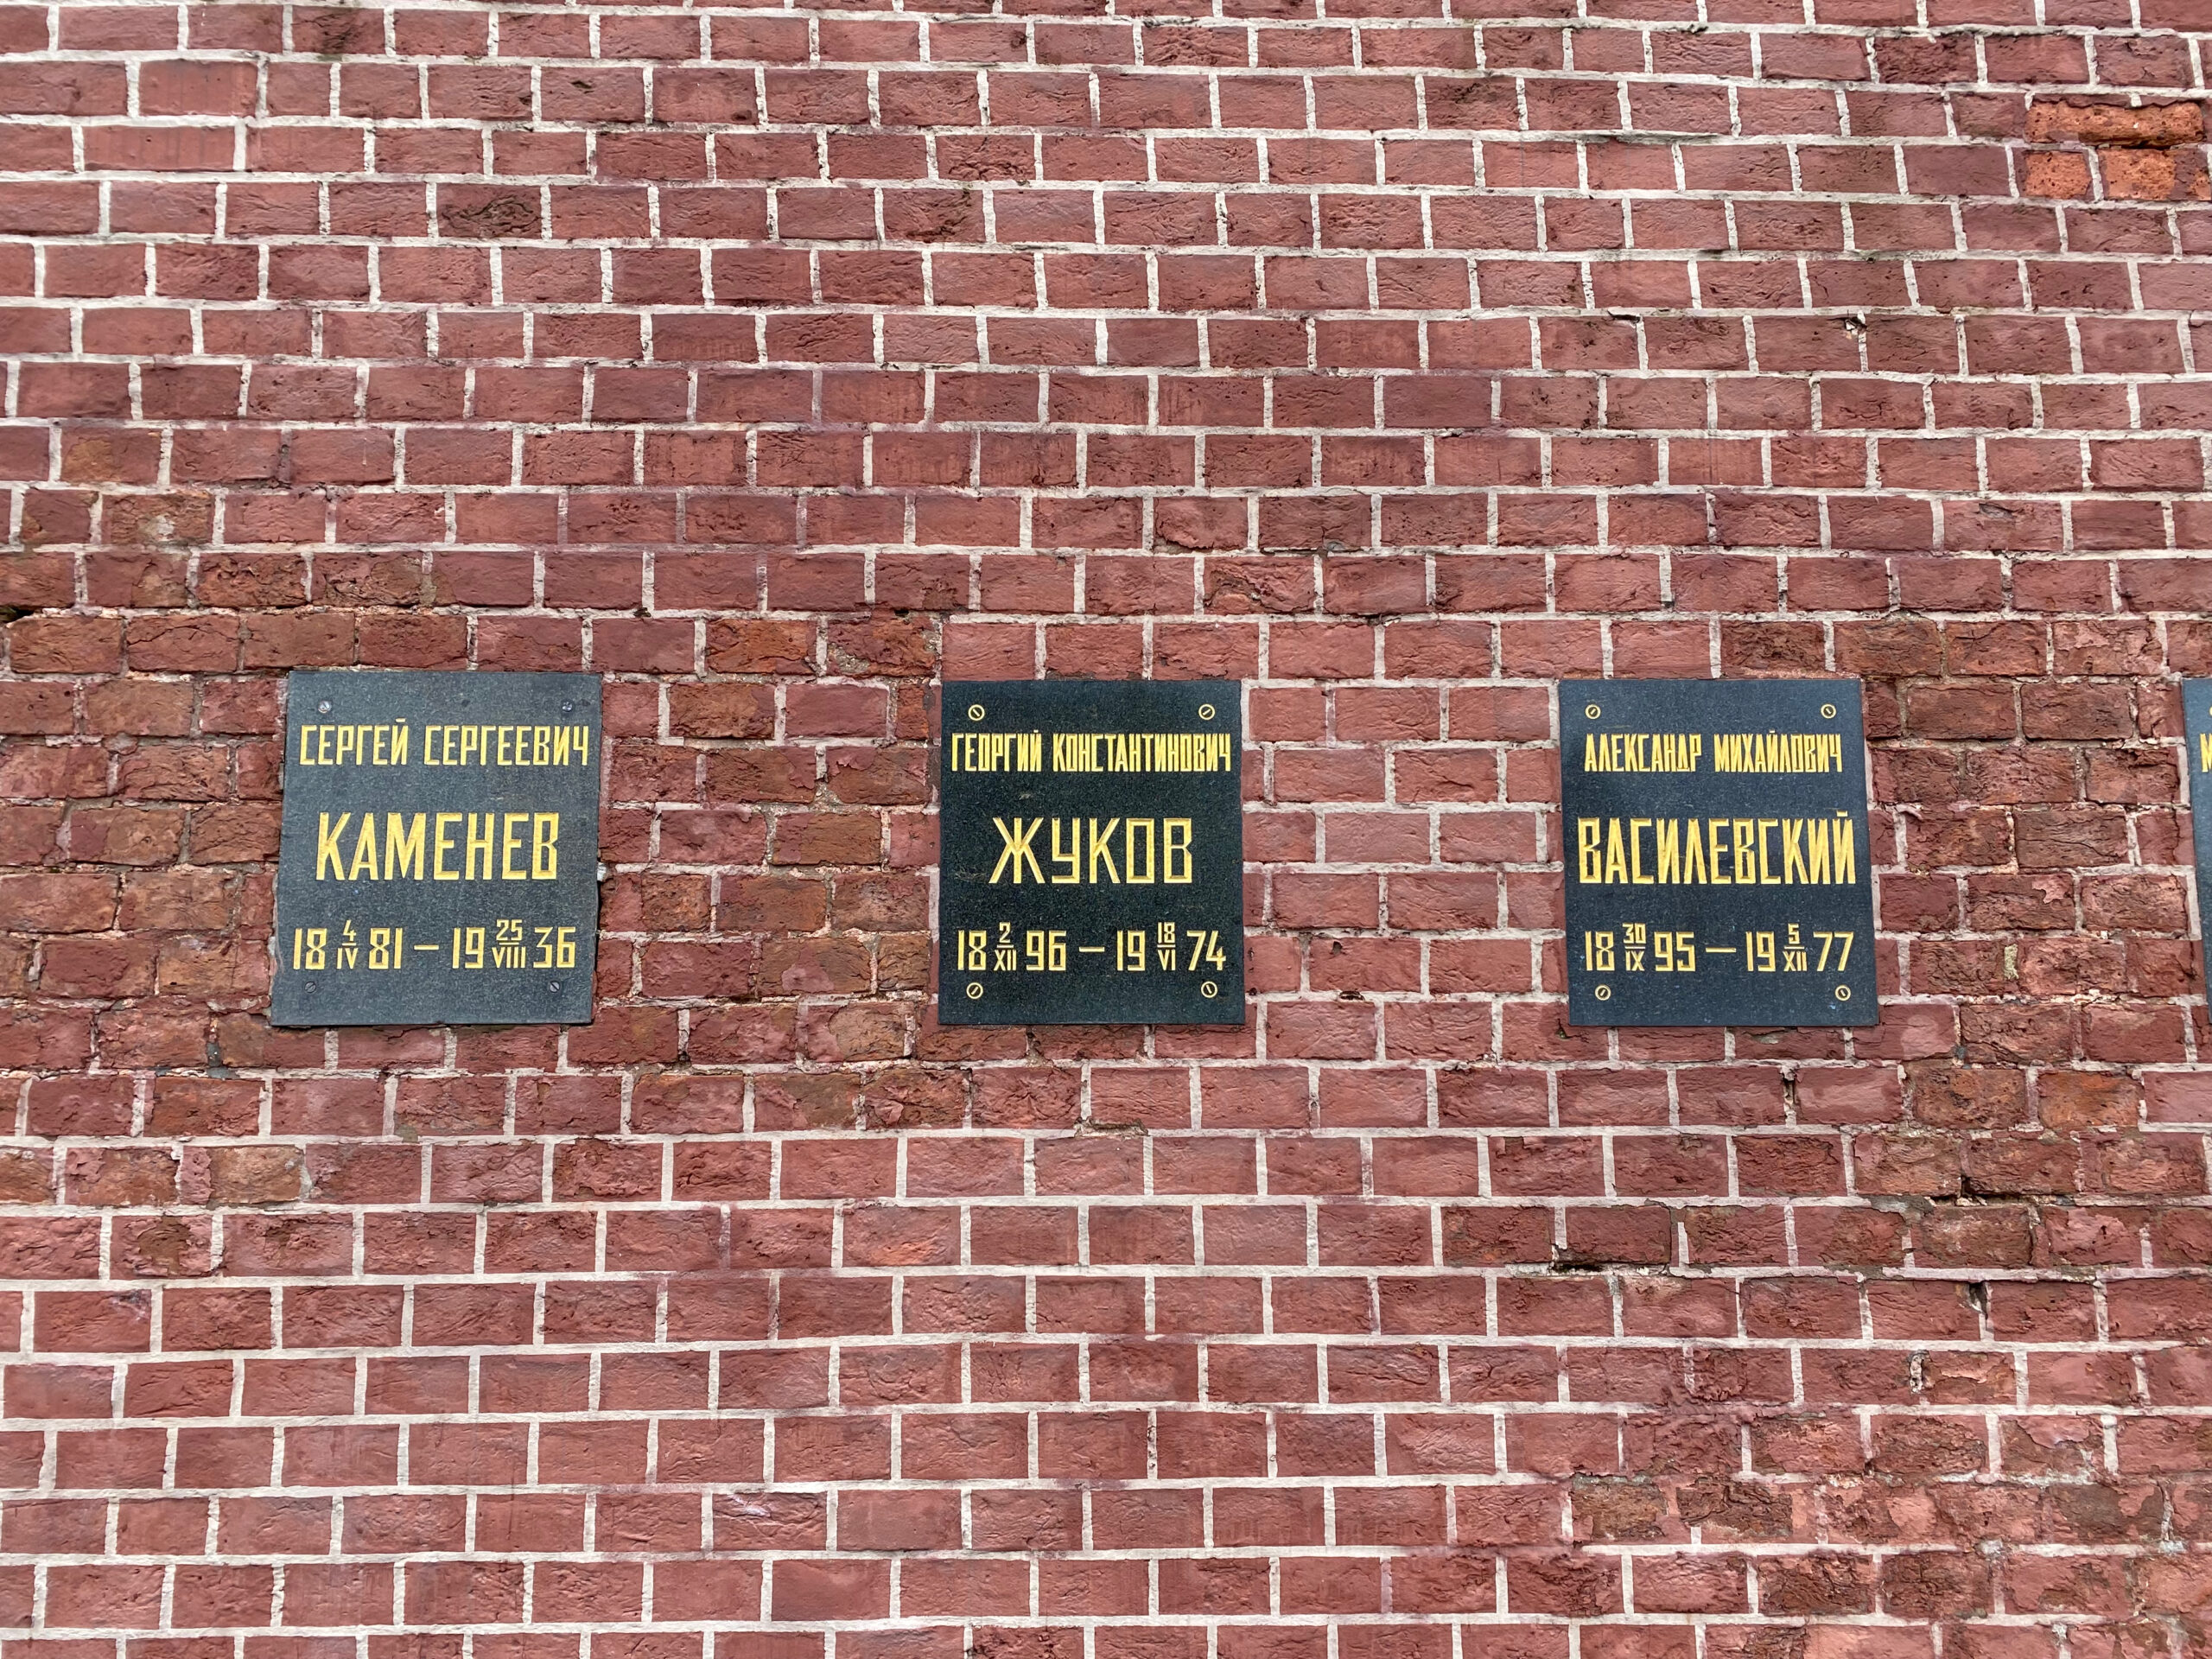 СЕРГЕЙ СЕРГЕЕВИЧ
КАМЕНЕВ
18 4/IV 81 — 19 25/VIII 36
ГЕОРГИЙ КОНСТАНТИНОВИЧ
ЖУКОВ
18 2/XII 96 — 19 18/VI 74
АЛЕКСАНДР МИХАЙЛОВИЧ
ВАСИЛЕВСКИЙ
18 30/IX 95 — 19 5/XII 77